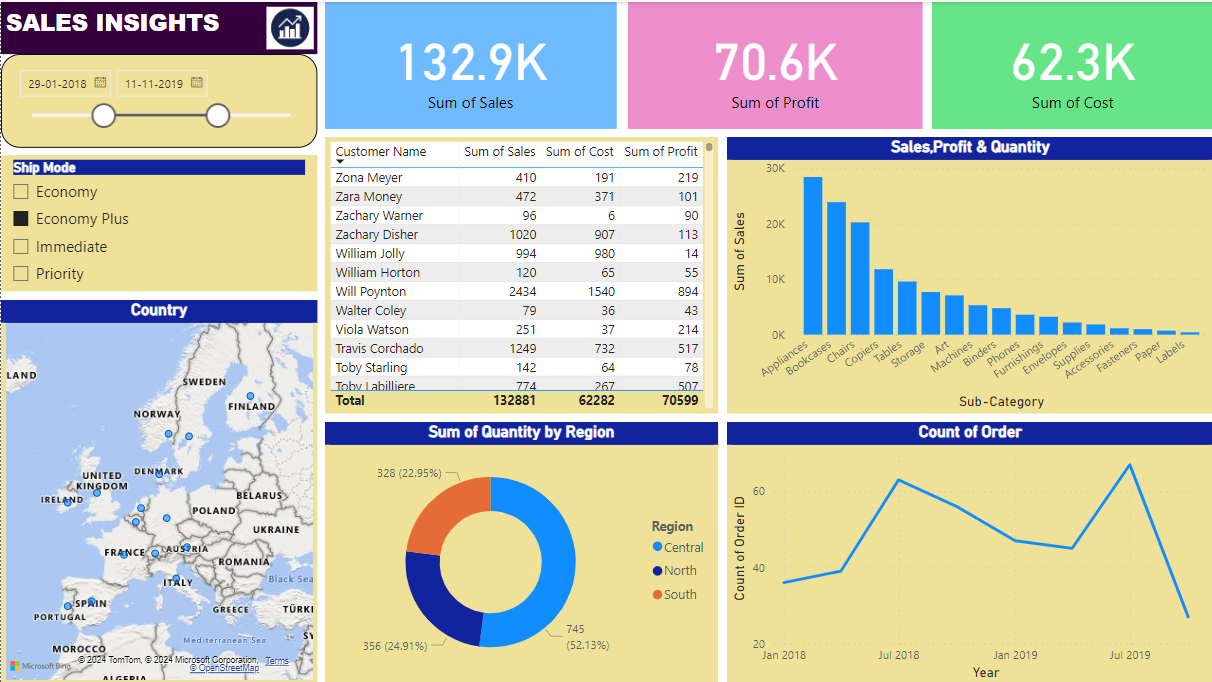 SALES INSIGHTS
29-01-2018
11-11-2019
Ship Mode
Economy
Economy Plus
Immediate
Priority
Country
LAND
SWEDEN
FINLAND
NORWAY
DENMARK
UNITED
KINGDOM
IRELAND
BELARUS
POLAND
UKRAINE
FRANCE
AUSTRIA
ROMANIA
ITALY
Black Sea
SPAIN
PORTUGAL
GREECE
TÜRKI
Mediterranean Sea
SY
MOROCCO
ALGERIA
Microsoft Bing
© 2024 TomTom, © 2024 Microsoft Corporation, Terms
© OpenStreetMap
132.9K
Sum of Sales
70.6K
Sum of Profit
62.3K
Sum of Cost
Customer Name Sum of Sales Sum of Cost Sum of Profit
Zona Meyer 410 191 219
Zara Money 472 371 101
Zachary Warner 96 6 90
Zachary Disher 1020 907 113
William Jolly 994 980 14
William Horton 120 65 55
Will Poynton 2434 1540 894
Walter Coley 79 36 43
Viola Watson 251 37 214
Travis Corchado 1249 732 517
Toby Starling 142 64 78
Toby Labilliere 774 267 507
Total 132881 62282 70599
Sales,Profit & Quantity
Sum of Sales
30K
20K
10K
0K
Appliances
Bookcases
Chairs
Copiers
Tables
Storage
Art
Machines
Binders
Phones
Furnishings
Envelopes
Supplies
Accessories
Fasteners
Paper
Labels
Sub-Category
Sum of Quantity by Region
328 (22.95%)
356 (24.91%)
745
(52.13%)
Region
Central
North
South
Count of Order
Count of Order ID
60
40
20
Jan 2018
Jul 2018
Jan 2019
Jul 2019
Year